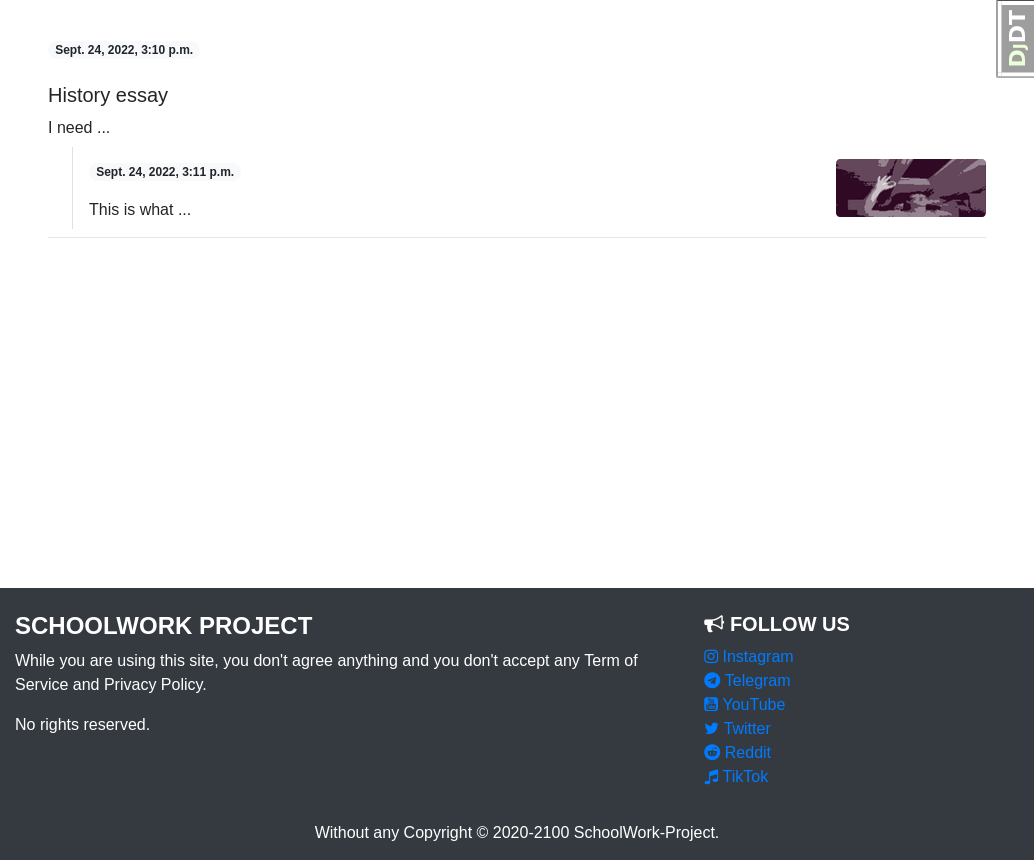 Sept. 24, 2022, 3:10 p.m.
DjDT
History essay
I need ...
Sept. 24, 2022, 3:11 p.m.
This is what ...
SCHOOLWORK PROJECT
While you are using this site, you don't agree anything and you don't accept any Term of
Service and Privacy Policy.
No rights reserved.
FOLLOW US
Instagram
Telegram
YouTube
Twitter
Reddit
TikTok
Without any Copyright © 2020-2100 SchoolWork-Project.